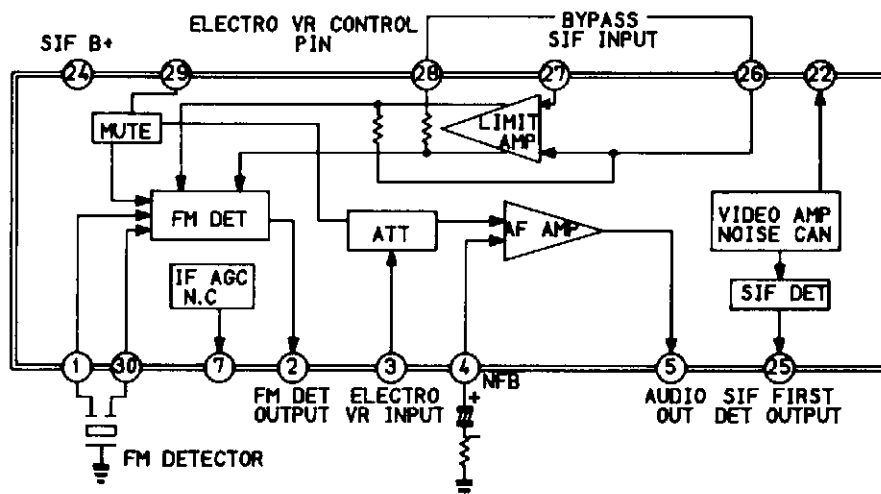 ELECTRO VR CONTROL
PIN
BYPASS
SIF INPUT
SIF B+
24
29
28
27
26
22
MUTE
LIMIT
AMP
FM DET
ATT
AF AMP
VIDEO AMP
NOISE CAN
IF AGC
N.C
SIF DET
1
30
7
2
3
4
5
25
NFB
+
FM DET
OUTPUT
ELECTRO
VR INPUT
AUDIO
OUT
SIF FIRST
DET OUTPUT
FM DETECTOR